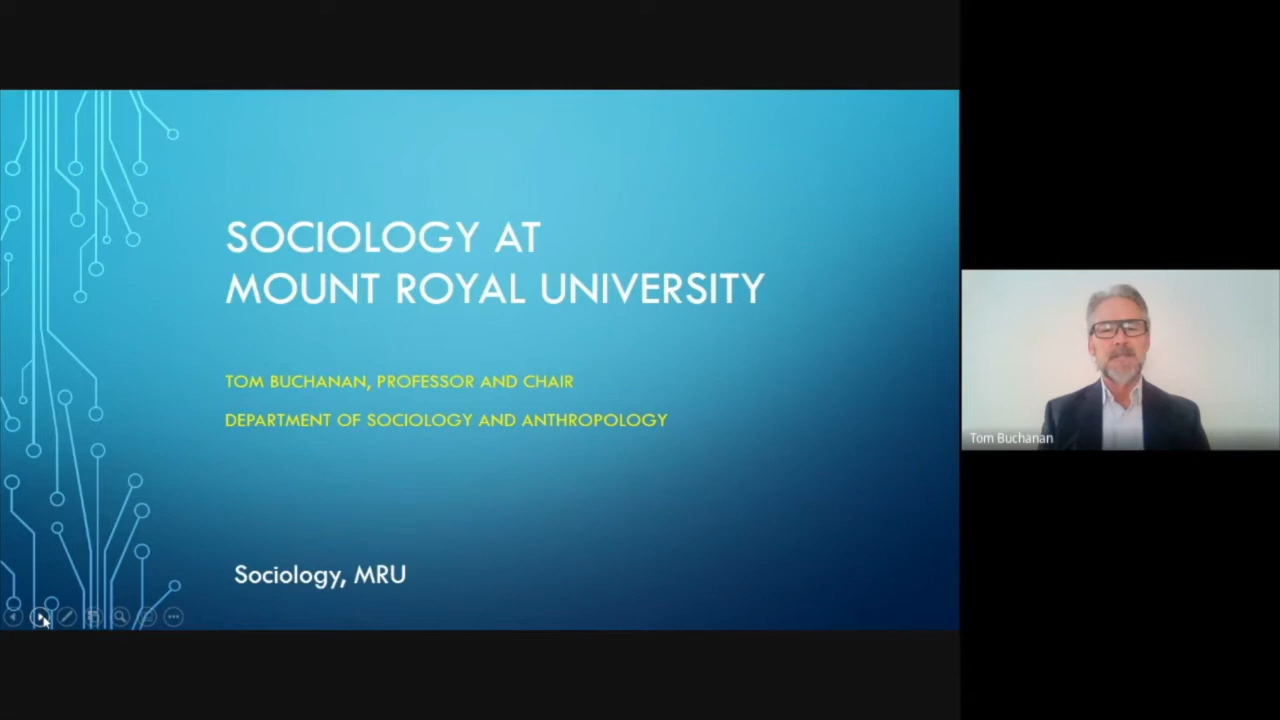 SOCIOLOGY AT
MOUNT ROYAL UNIVERSITY
TOM BUCHANAN, PROFESSOR AND CHAIR
DEPARTMENT OF SOCIOLOGY AND ANTHROPOLOGY
Sociology, MRU
Tom Buchanan